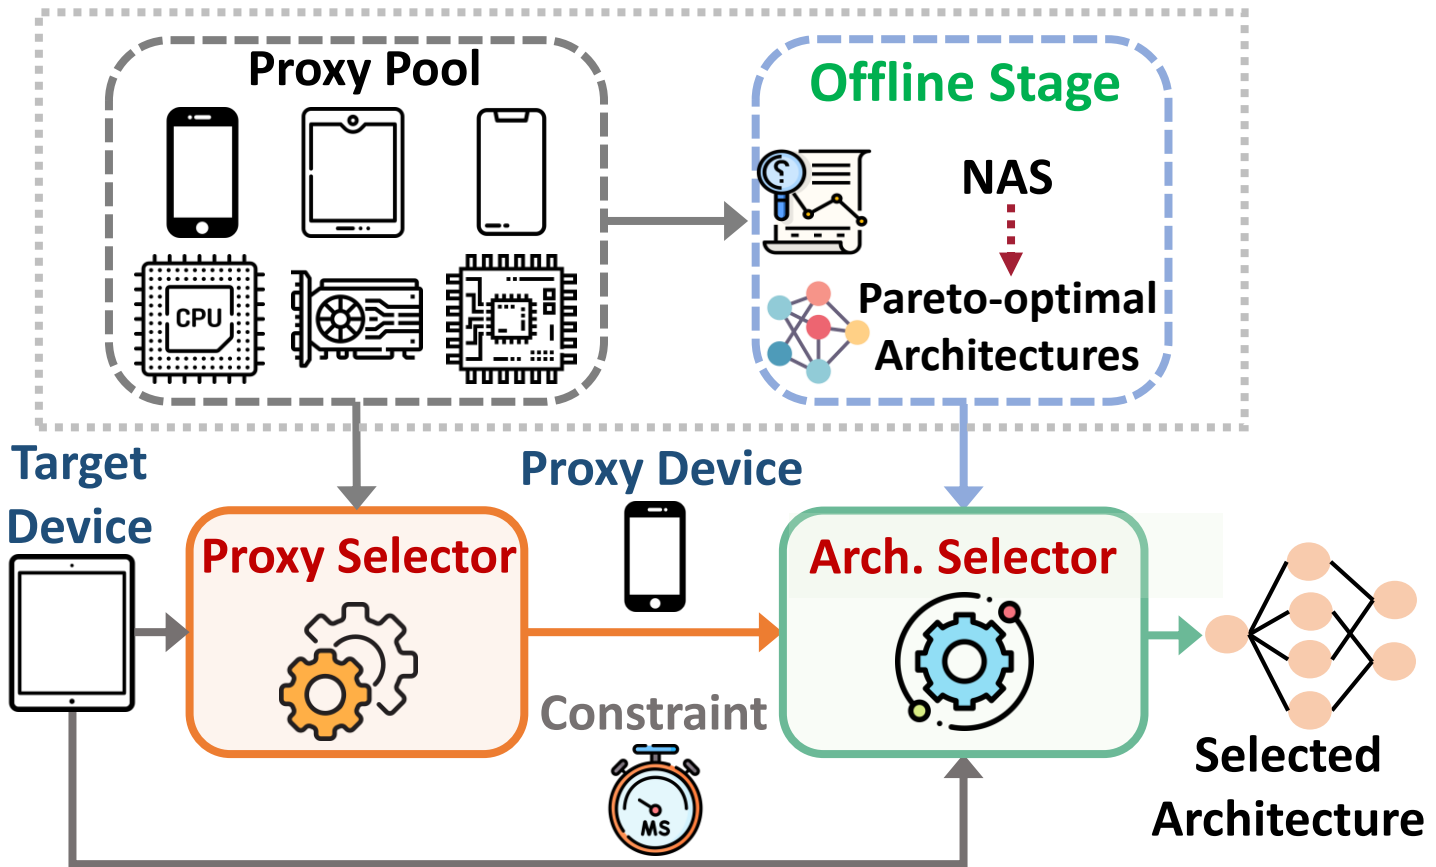 Proxy Pool
Offline Stage
NAS
Pareto-optimal
Architectures
CPU
Target
Device
Proxy Device
Proxy Selector
Arch. Selector
Constraint
MS
Selected
Architecture